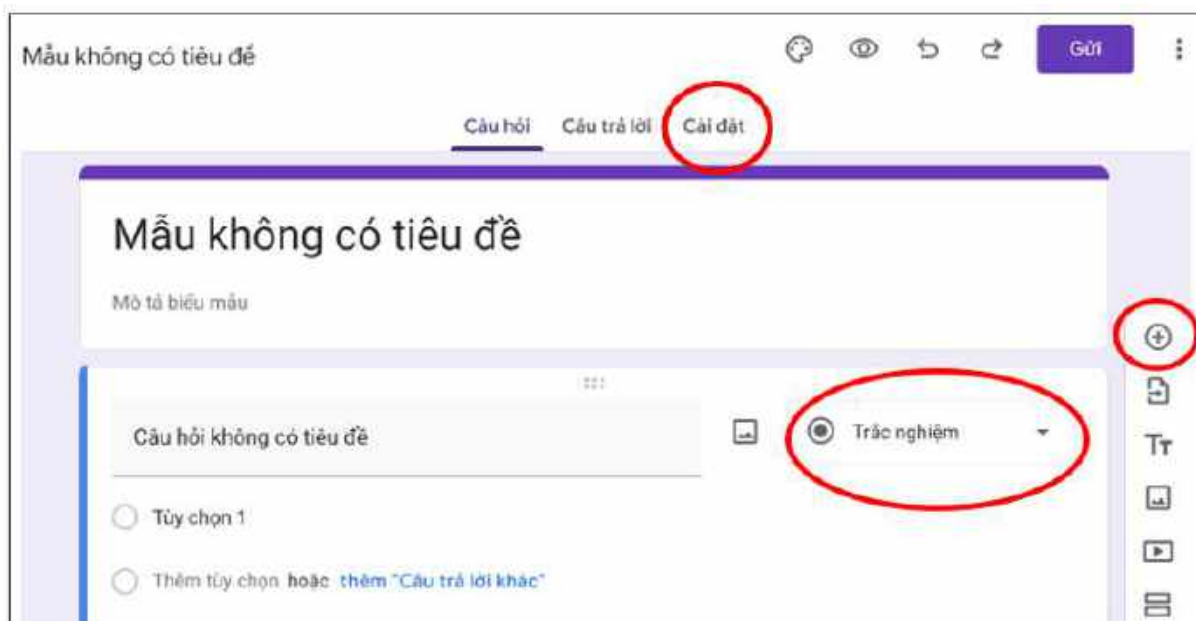 Mẫu không có tiêu đề
Gửi
Câu hỏi Câu trả lời Cài đặt
Mẫu không có tiêu đề
Mô tả biểu mẫu
Câu hỏi không có tiêu đề
Trắc nghiệm
Tùy chọn 1
Thêm tùy chọn hoặc thêm "Câu trả lời khác"